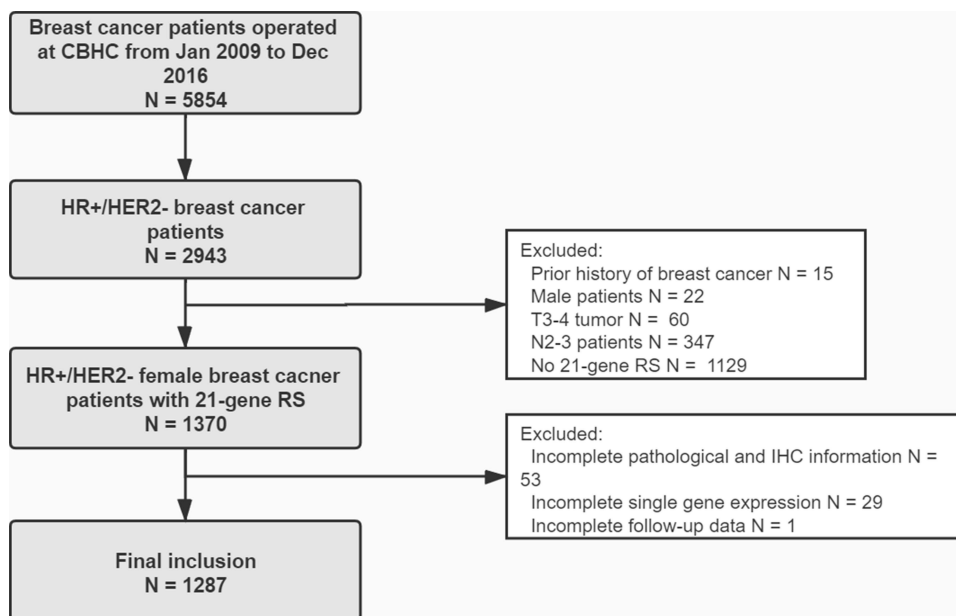 Breast cancer patients operated
at CBHC from Jan 2009 to Dec
2016
N = 5854
HR+/HER2- breast cancer
patients
N = 2943
Excluded:
Prior history of breast cancer N = 15
Male patients N = 22
T3-4 tumor N =  60
N2-3 patients N = 347
No 21-gene RS N =  1129
HR+/HER2- female breast cacner
patients with 21-gene RS
N = 1370
Excluded:
Incomplete pathological and IHC information N =
53
Incomplete single gene expression N = 29
Incomplete follow-up data N = 1
Final inclusion
N = 1287